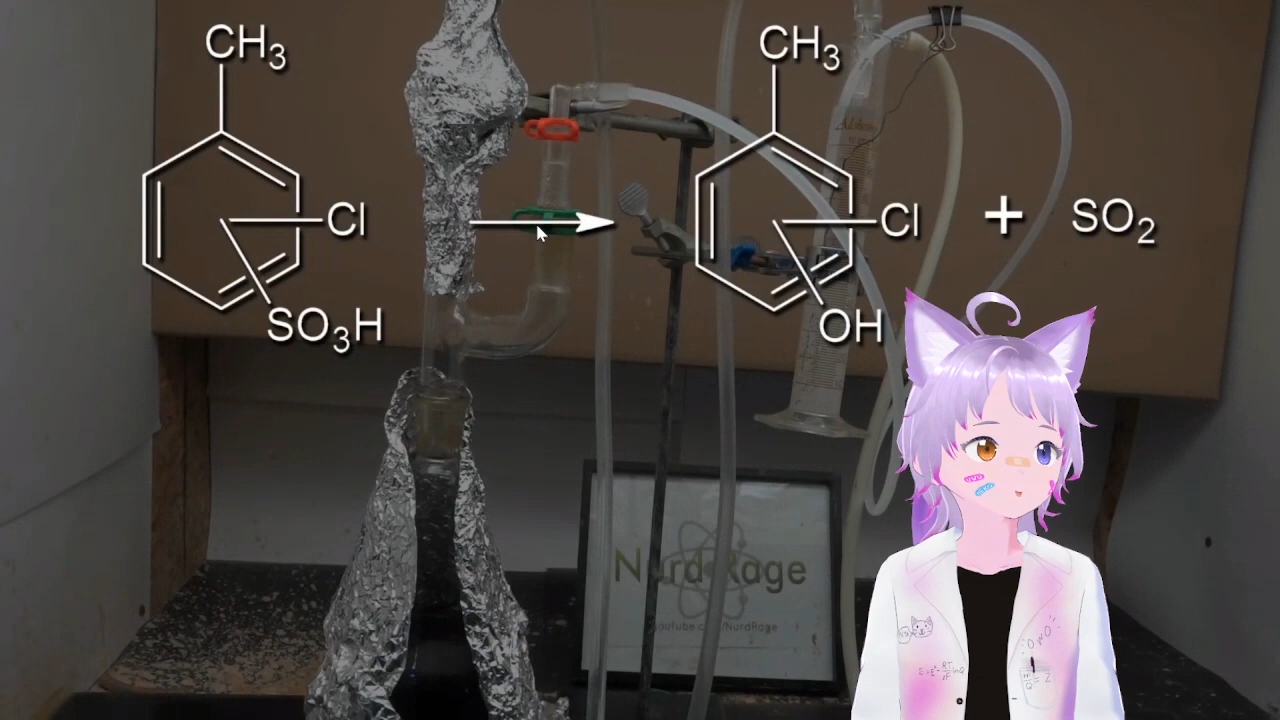 CH3
CH3
Cl
Cl
+
SO2
SO3H
OH
NurdRage
youtube.com/NurdRage